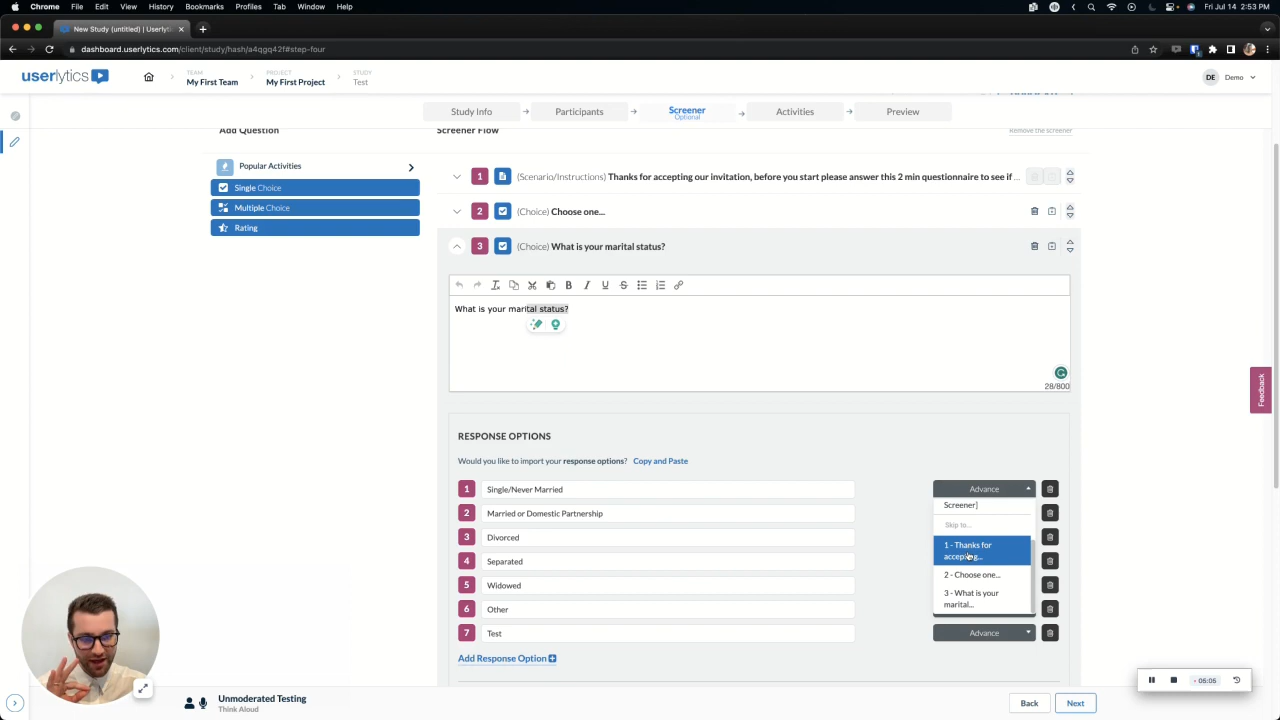 Chrome File Edit View History Bookmarks Profiles Tab Window Help Fri Jul 14 2:53 PM
New Study (untitled) | Userlytic
dashboard.userlytics.com/client/study/hash/a4qgq42f#step-four
userlytics
TEAM
My First Team
PROJECT
My First Project
STUDY
Test
DE Demo
Study Info
Participants
Screener
Optional
Activities
Preview
Add Question
Screener Flow
Remove the screener
Popular Activities
Single Choice
Multiple Choice
Rating
1 (Scenario/Instructions) Thanks for accepting our invitation, before you start please answer this 2 min questionnaire to see if ...
2 (Choice) Choose one...
3 (Choice) What is your marital status?
What is your marital status?
28/800
Feedback
RESPONSE OPTIONS
Would you like to import your response options? Copy and Paste
1 Single/Never Married Advance
2 Married or Domestic Partnership
3 Divorced
4 Separated
5 Widowed
6 Other
7 Test Advance
Screener]
Skip to...
1 - Thanks for
accepting...
2 - Choose one...
3 - What is your
marital...
Add Response Option
05:05
Unmoderated Testing
Think Aloud
Back
Next